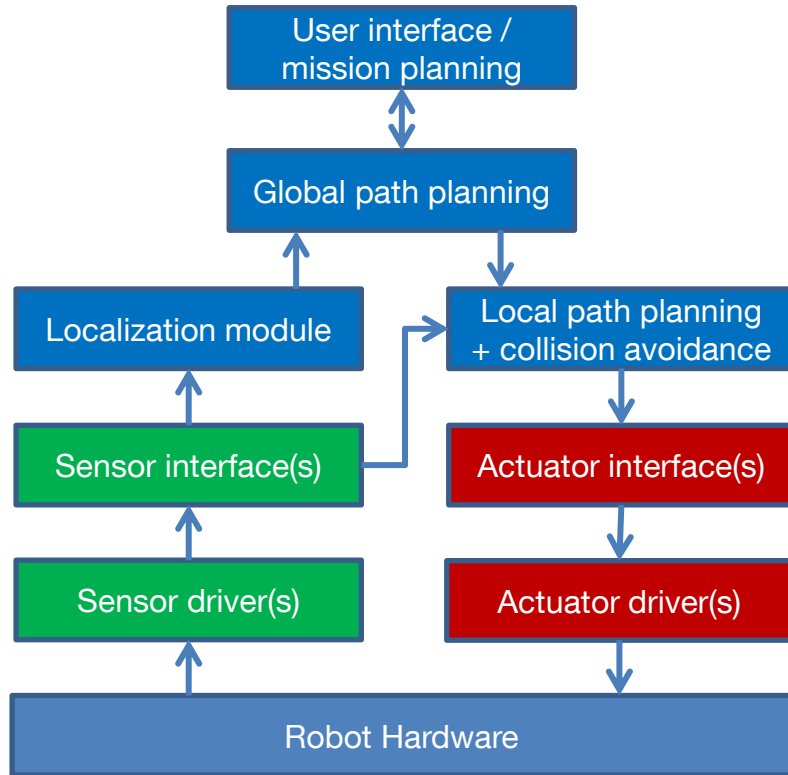 User interface /
mission planning
Global path planning
Localization module
Local path planning
+ collision avoidance
Sensor interface(s)
Actuator interface(s)
Sensor driver(s)
Actuator driver(s)
Robot Hardware